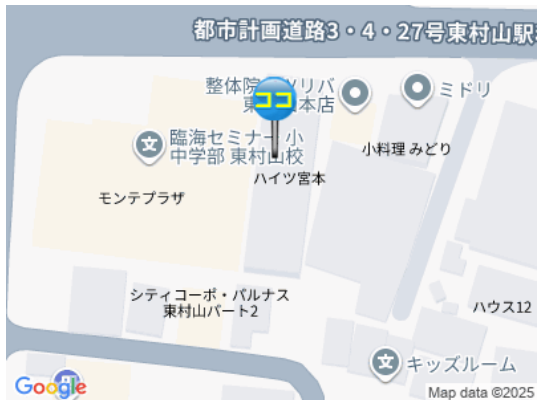 都市計画道路3・4・27号東村山駅
整体院
リバ
東
本店
ココ
ミドリ
臨海セミナー 小
中学部 東村山校
小料理 みどり
ハイツ宮本
モンテプラザ
シティコーポ・パルナス
東村山パート2
ハウス12
キッズルーム
Google
Map data ©2025